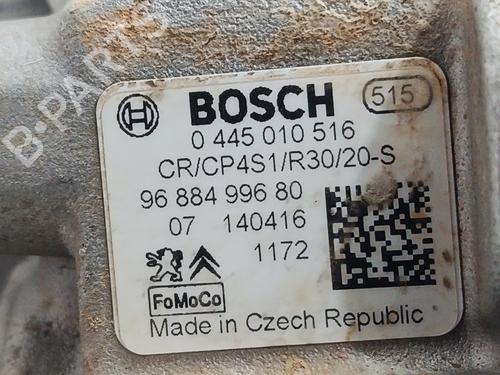 B-PARTS
BOSCH 515
0 445 010 516
CR/CP4S1/R30/20-S
96 884 996 80
07 140416
1172
FoMoCo
Made in Czech Republic